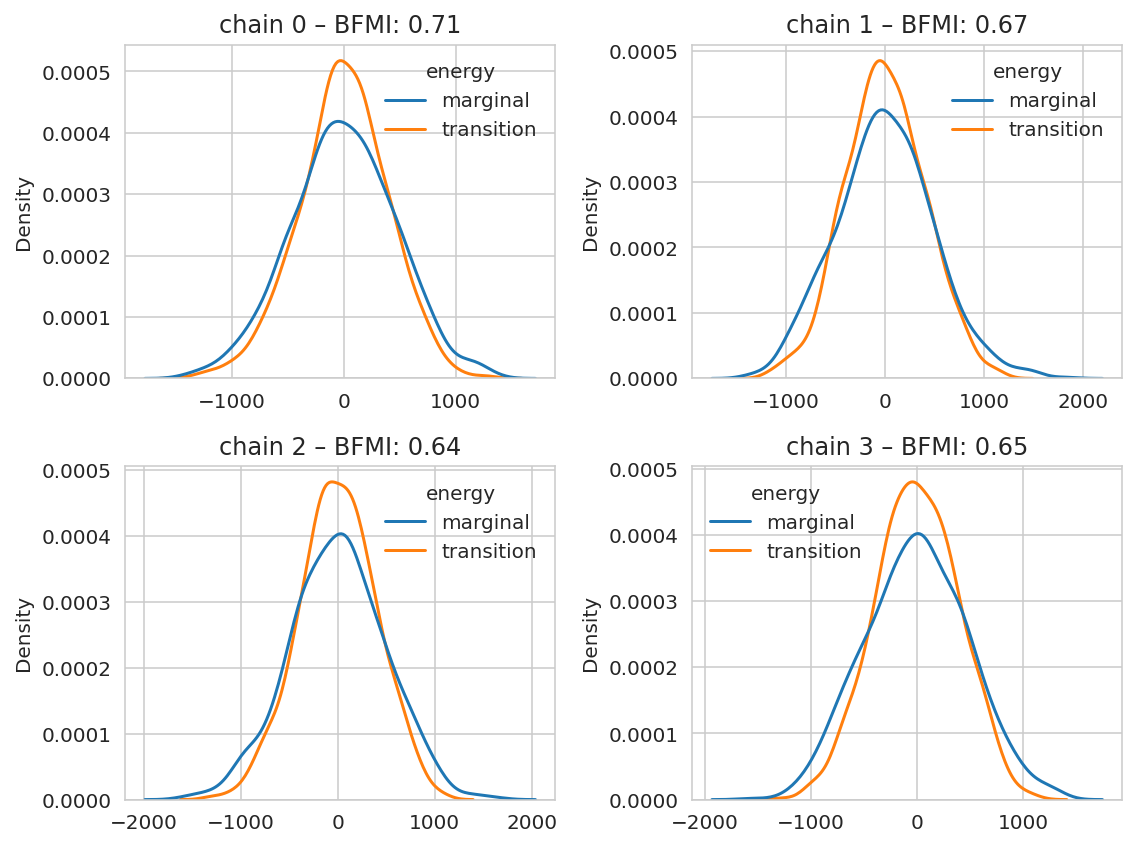 chain 0 – BFMI: 0.71
Density
0.0005
0.0004
0.0003
0.0002
0.0001
0.0000
−1000 0 1000
energy
marginal
transition
chain 1 – BFMI: 0.67
Density
0.0005
0.0004
0.0003
0.0002
0.0001
0.0000
−1000 0 1000 2000
energy
marginal
transition
chain 2 – BFMI: 0.64
Density
0.0005
0.0004
0.0003
0.0002
0.0001
0.0000
−2000 −1000 0 1000 2000
energy
marginal
transition
chain 3 – BFMI: 0.65
Density
0.0005
0.0004
0.0003
0.0002
0.0001
0.0000
−2000 −1000 0 1000
energy
marginal
transition